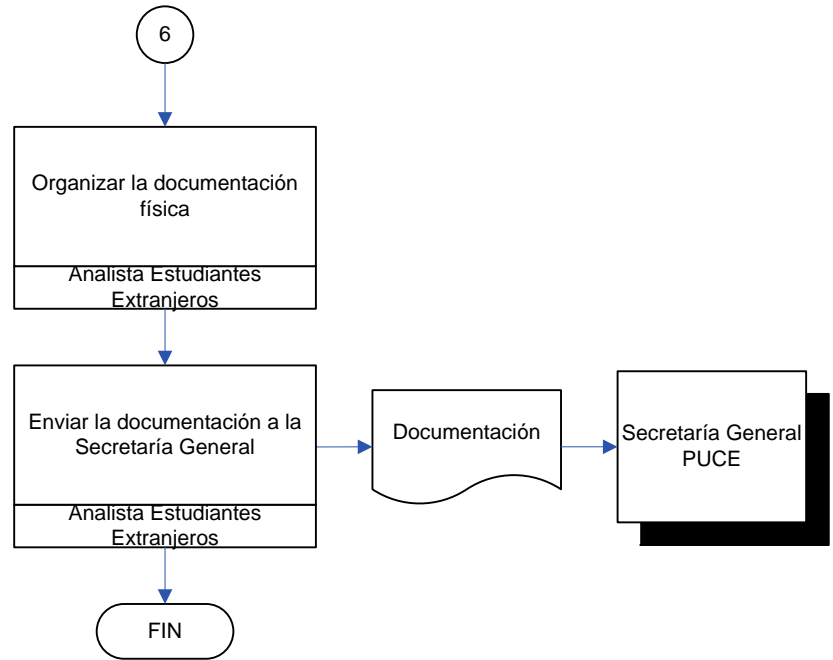 6
Organizar la documentación
física
Analista Estudiantes
Extranjeros
Enviar la documentación a la
Secretaría General
Analista Estudiantes
Extranjeros
Documentación
Secretaría General
PUCE
FIN